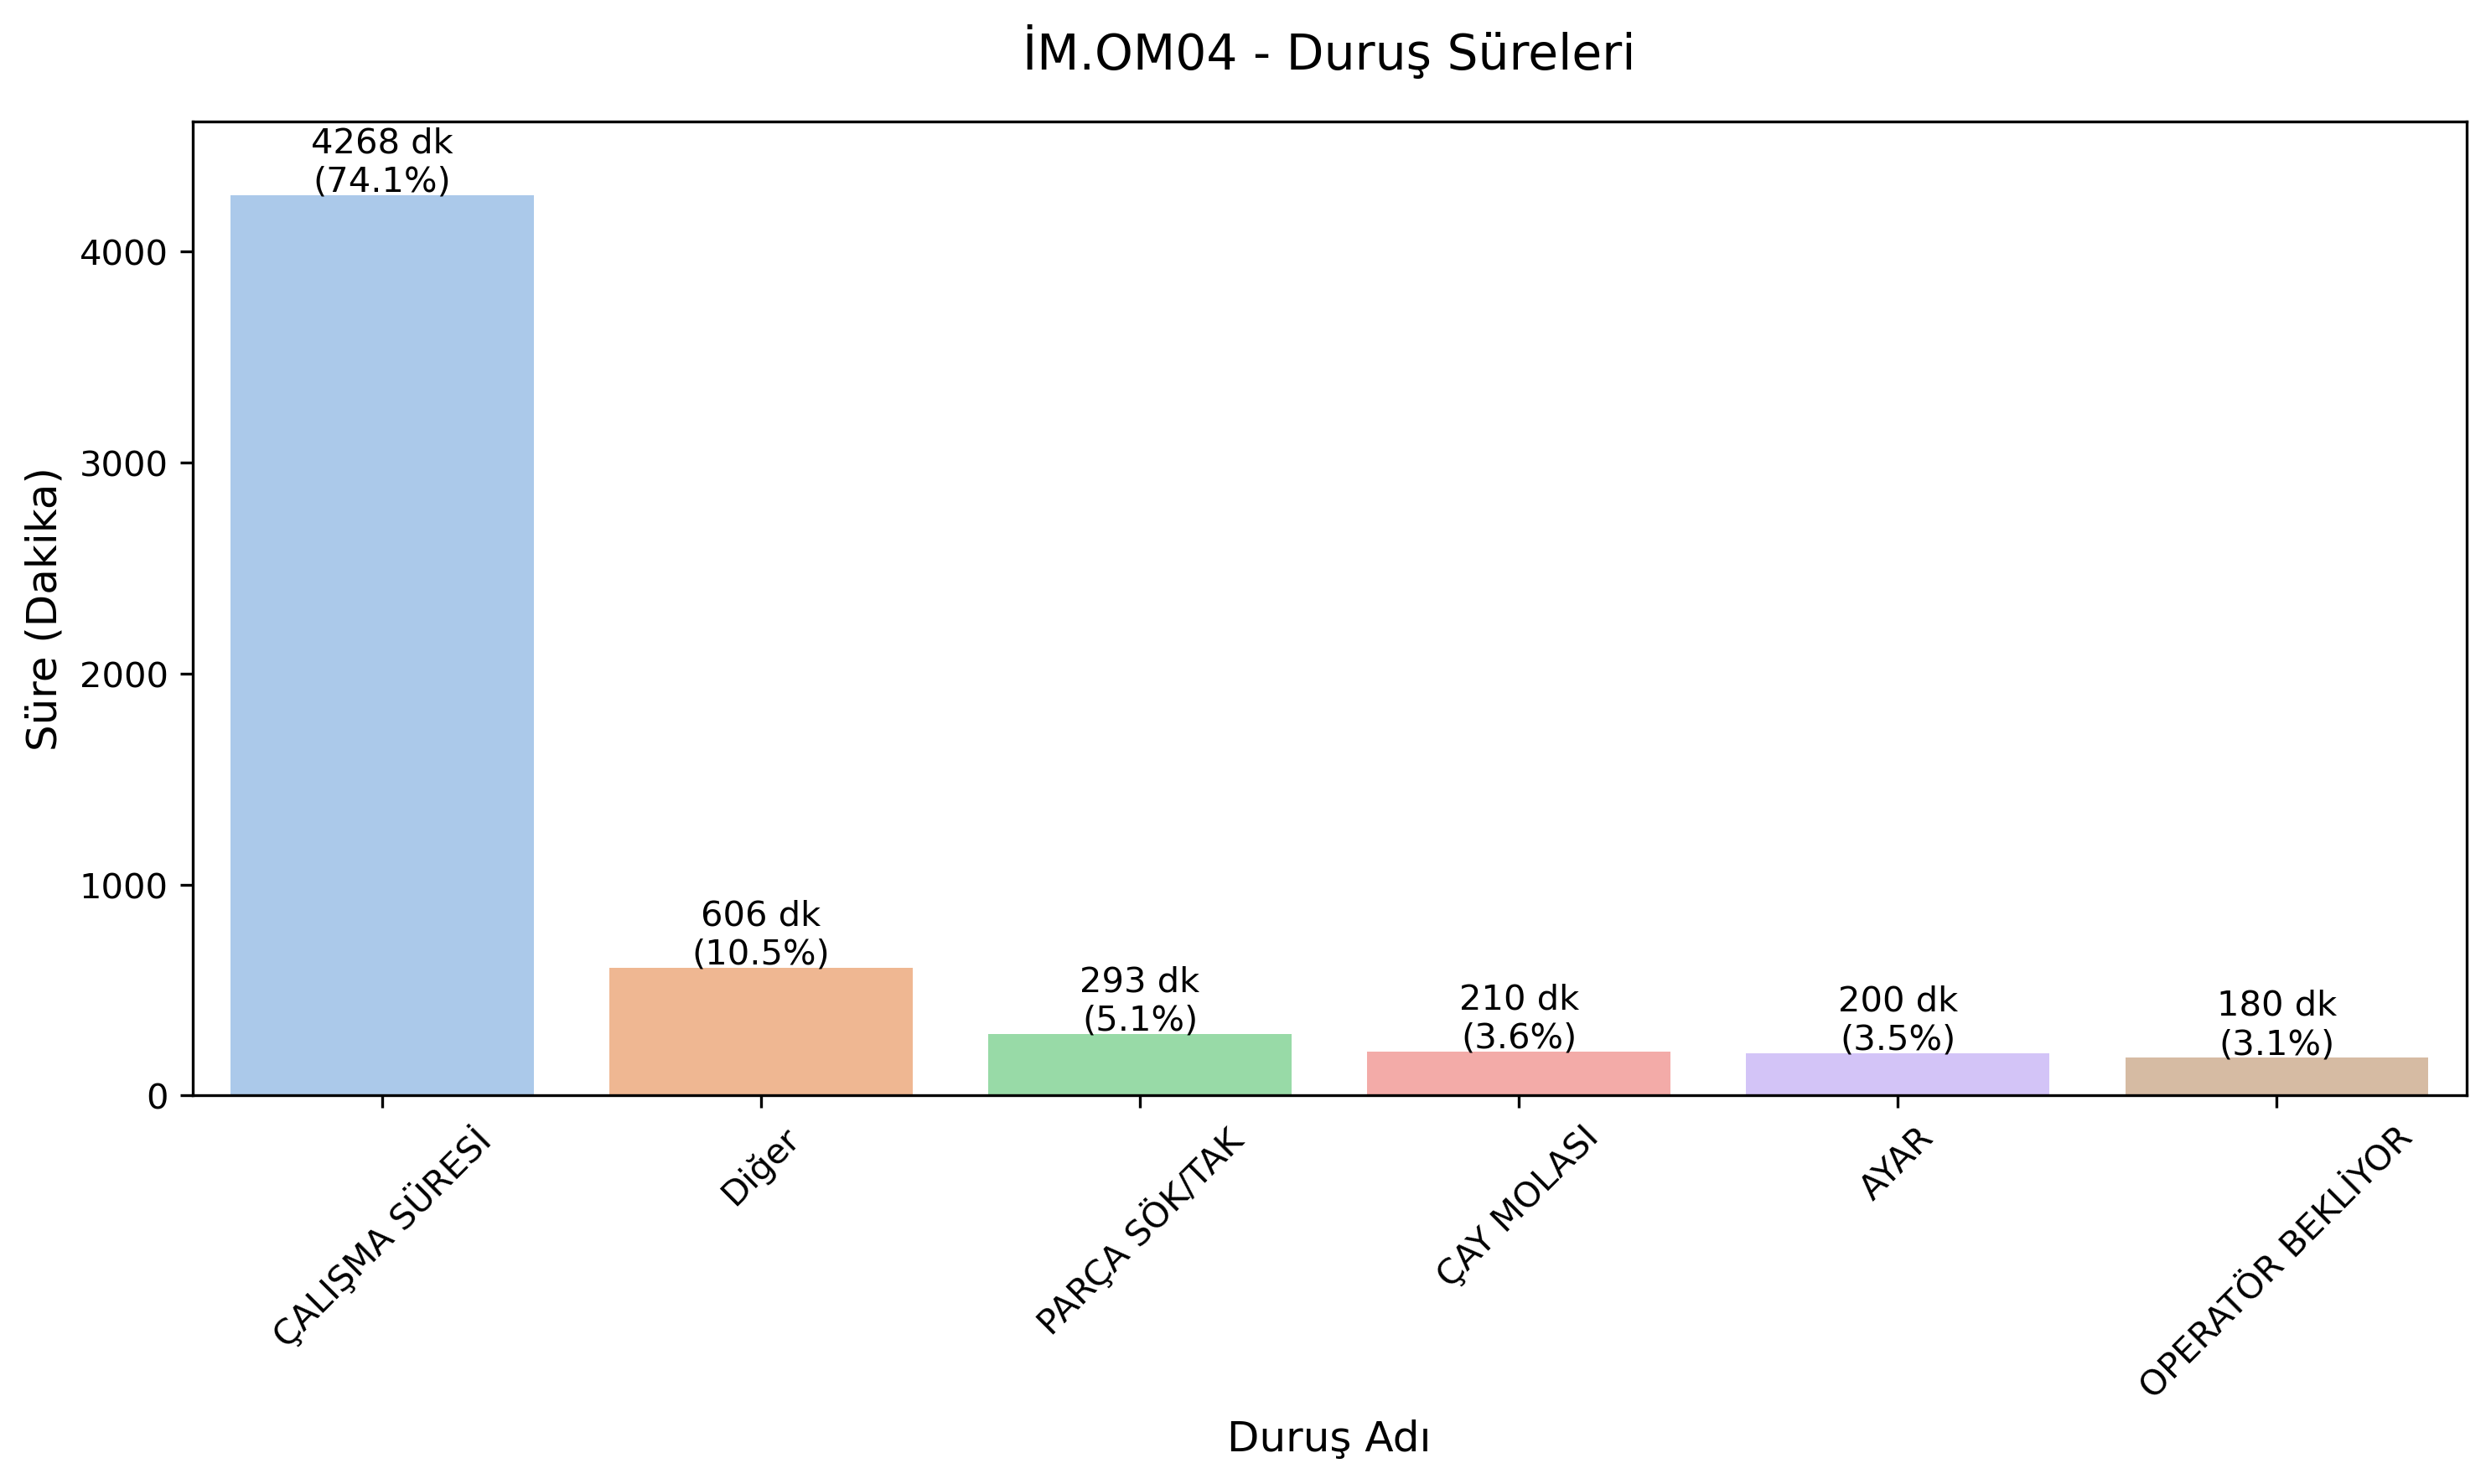 İM.OM04 - Duruş Süreleri
Süre (Dakika)
4000
3000
2000
1000
0
4268 dk
(74.1%)
606 dk
(10.5%)
293 dk
(5.1%)
210 dk
(3.6%)
200 dk
(3.5%)
180 dk
(3.1%)
ÇALIŞMA SÜRESİ
Diğer
PARÇA SÖK/TAK
ÇAY MOLASI
AYAR
OPERATÖR BEKLİYOR
Duruş Adı